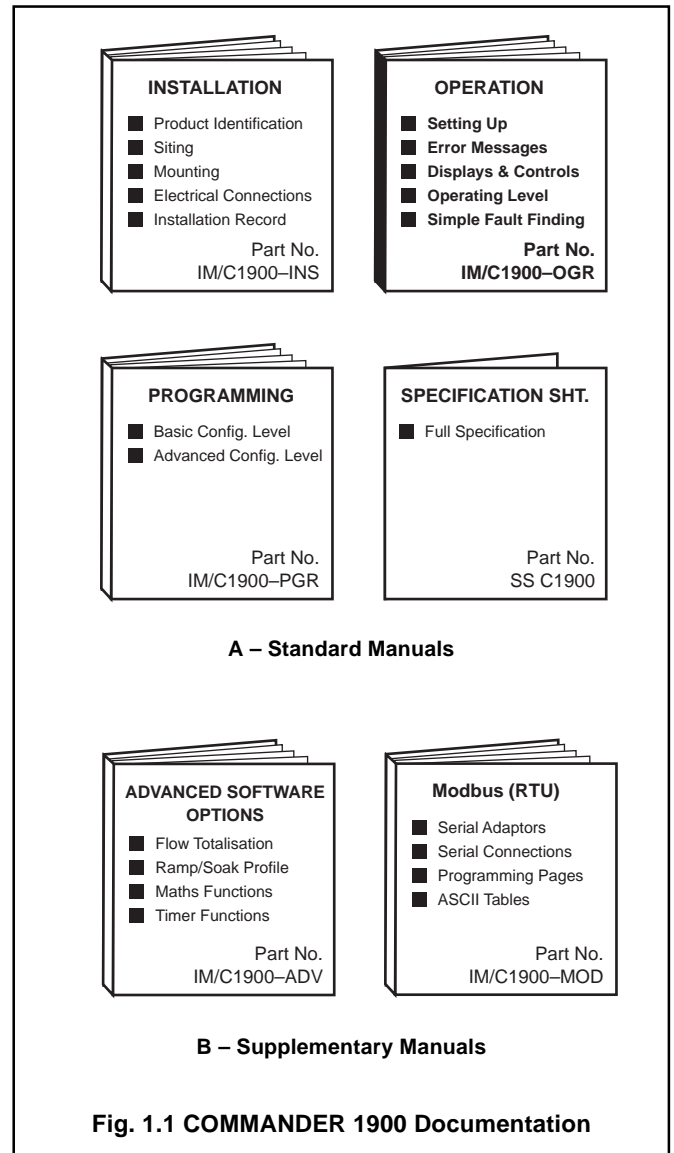 INSTALLATION
■ Product Identification
■ Siting
■ Mounting
■ Electrical Connections
■ Installation Record
Part No.
IM/C1900–INS
OPERATION
■ Setting Up
■ Error Messages
■ Displays & Controls
■ Operating Level
■ Simple Fault Finding
Part No.
IM/C1900–OGR
PROGRAMMING
■ Basic Config. Level
■ Advanced Config. Level
Part No.
IM/C1900–PGR
SPECIFICATION SHT.
■ Full Specification
Part No.
SS C1900
A – Standard Manuals
ADVANCED SOFTWARE
OPTIONS
■ Flow Totalisation
■ Ramp/Soak Profile
■ Maths Functions
■ Timer Functions
Part No.
IM/C1900–ADV
Modbus (RTU)
■ Serial Adaptors
■ Serial Connections
■ Programming Pages
■ ASCII Tables
Part No.
IM/C1900–MOD
B – Supplementary Manuals
Fig. 1.1 COMMANDER 1900 Documentation